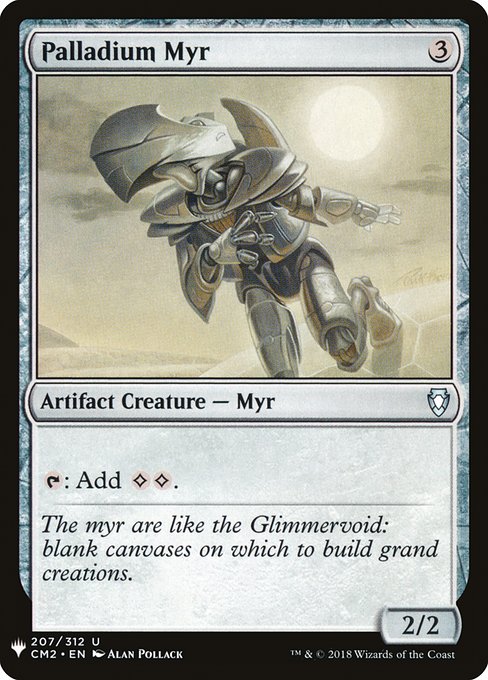 Palladium Myr 3
Artifact Creature — Myr
: Add .
The myr are like the Glimmervoid:
blank canvases on which to build grand
creations.
2/2
207/312 U
CM2 • EN Alan Pollack
™ & © 2018 Wizards of the Coast